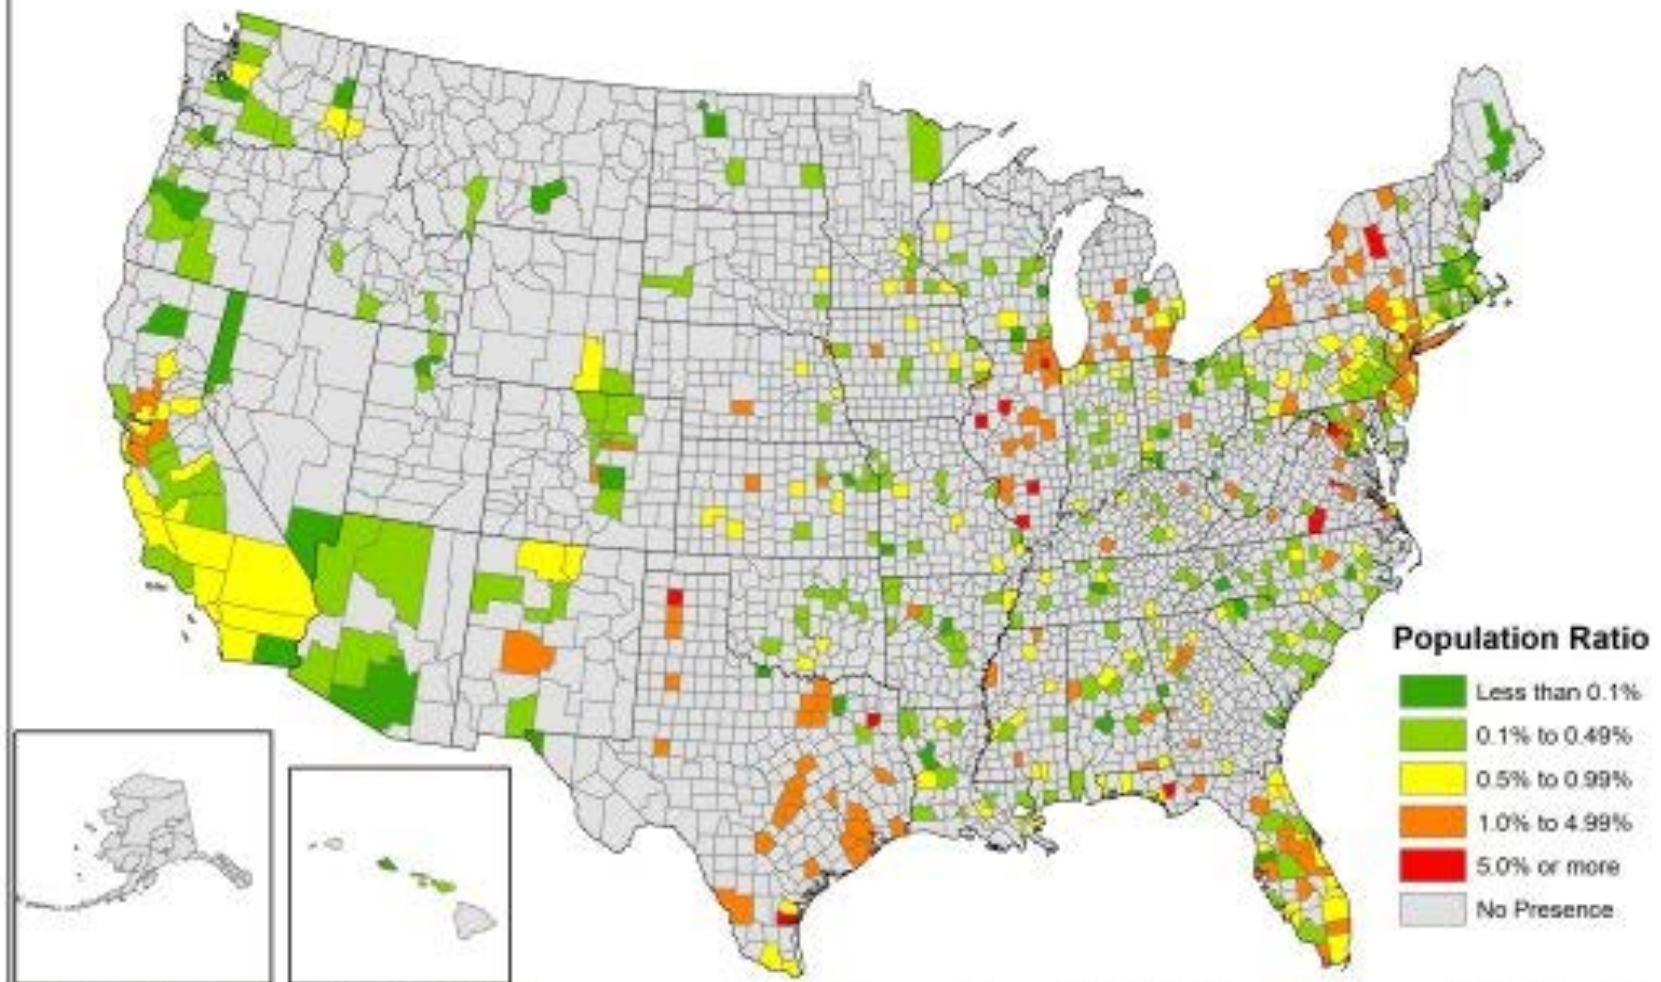 Population Ratio
Less than 0.1%
0.1% to 0.49%
0.5% to 0.99%
1.0% to 4.99%
5.0% or more
No Presence